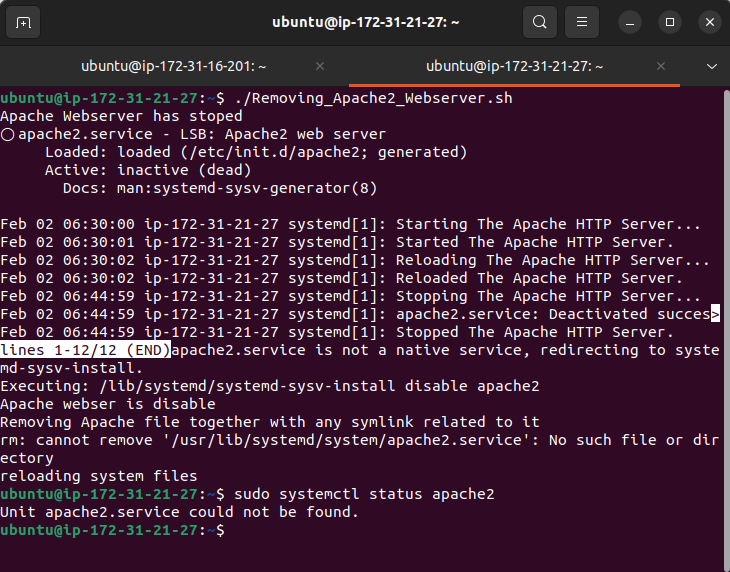 ubuntu@ip-172-31-21-27: ~
ubuntu@ip-172-31-16-201: ~
ubuntu@ip-172-31-21-27: ~
ubuntu@ip-172-31-21-27:~$ ./Removing_Apache2_Webserver.sh
Apache Webserver has stoped
○ apache2.service - LSB: Apache2 web server
     Loaded: loaded (/etc/init.d/apache2; generated)
     Active: inactive (dead)
       Docs: man:systemd-sysv-generator(8)
Feb 02 06:30:00 ip-172-31-21-27 systemd[1]: Starting The Apache HTTP Server...
Feb 02 06:30:01 ip-172-31-21-27 systemd[1]: Started The Apache HTTP Server.
Feb 02 06:30:02 ip-172-31-21-27 systemd[1]: Reloading The Apache HTTP Server...
Feb 02 06:30:02 ip-172-31-21-27 systemd[1]: Reloaded The Apache HTTP Server.
Feb 02 06:44:59 ip-172-31-21-27 systemd[1]: Stopping The Apache HTTP Server...
Feb 02 06:44:59 ip-172-31-21-27 systemd[1]: apache2.service: Deactivated succes>
Feb 02 06:44:59 ip-172-31-21-27 systemd[1]: Stopped The Apache HTTP Server.
lines 1-12/12 (END)apache2.service is not a native service, redirecting to syste
md-sysv-install.
Executing: /lib/systemd/systemd-sysv-install disable apache2
Apache webser is disable
Removing Apache file together with any symlink related to it
rm: cannot remove '/usr/lib/systemd/system/apache2.service': No such file or dir
ectory
reloading system files
ubuntu@ip-172-31-21-27:~$ sudo systemctl status apache2
Unit apache2.service could not be found.
ubuntu@ip-172-31-21-27:~$